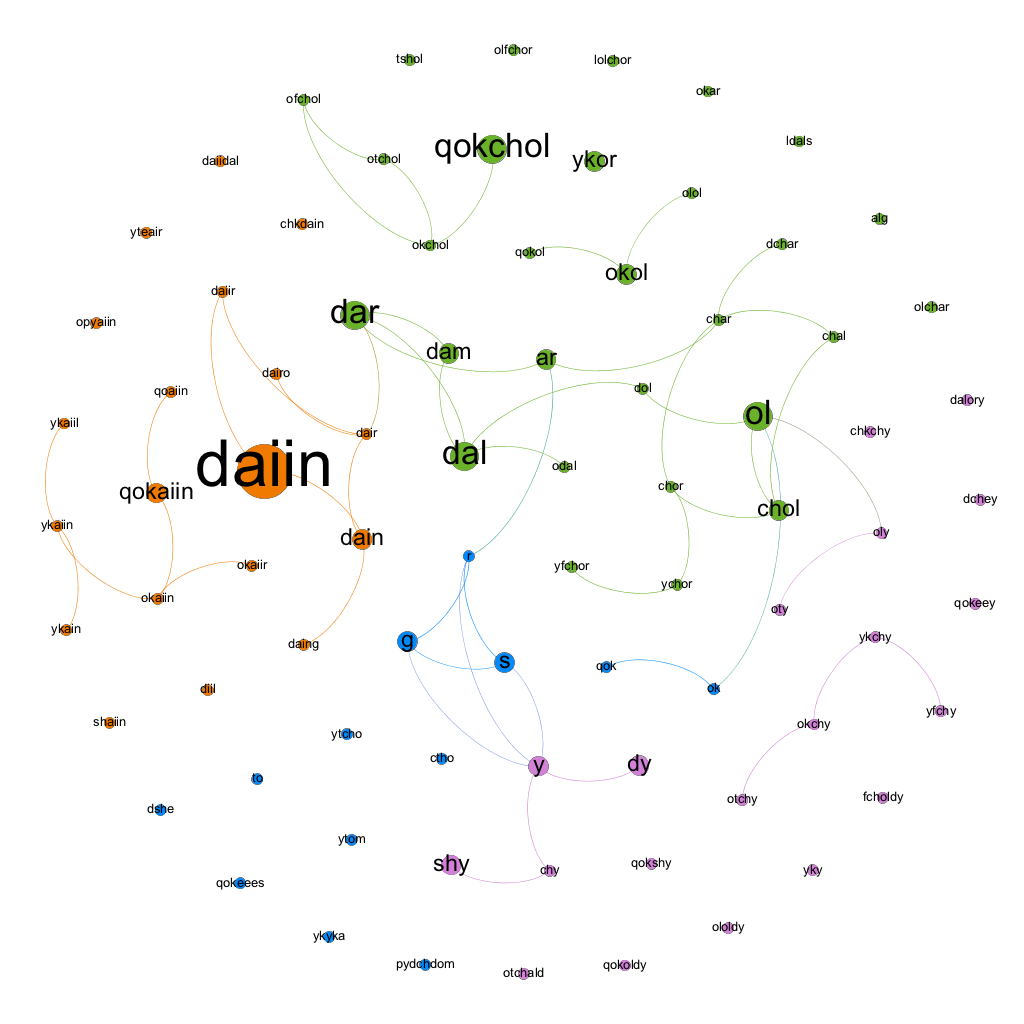 olfchor
tshol
lolchor
okar
ofchol
ldals
qokchol
otchol
ykor
daiidal
olol
alg
chkdain
yteair
dchar
okchol
qokol
okol
daiir
olchar
dar
char
opyaiin
chal
dam
ar
dairo
dol
qoaiin
dalory
ol
ykaiil
dair
chkchy
dal
odal
daiin
chor
qokaiin
dchey
chol
ykaiin
oly
dain
r
okaiir
yfchor
ychor
okaiin
qokeey
oty
ykain
ykchy
g
daing
s
qok
diil
ok
yfchy
shaiin
okchy
ytcho
ctho
y
dy
to
fcholdy
otchy
dshe
ytom
shy
qokshy
chy
yky
qokeees
ololdy
ykyka
pydchdom
qokoldy
otchald